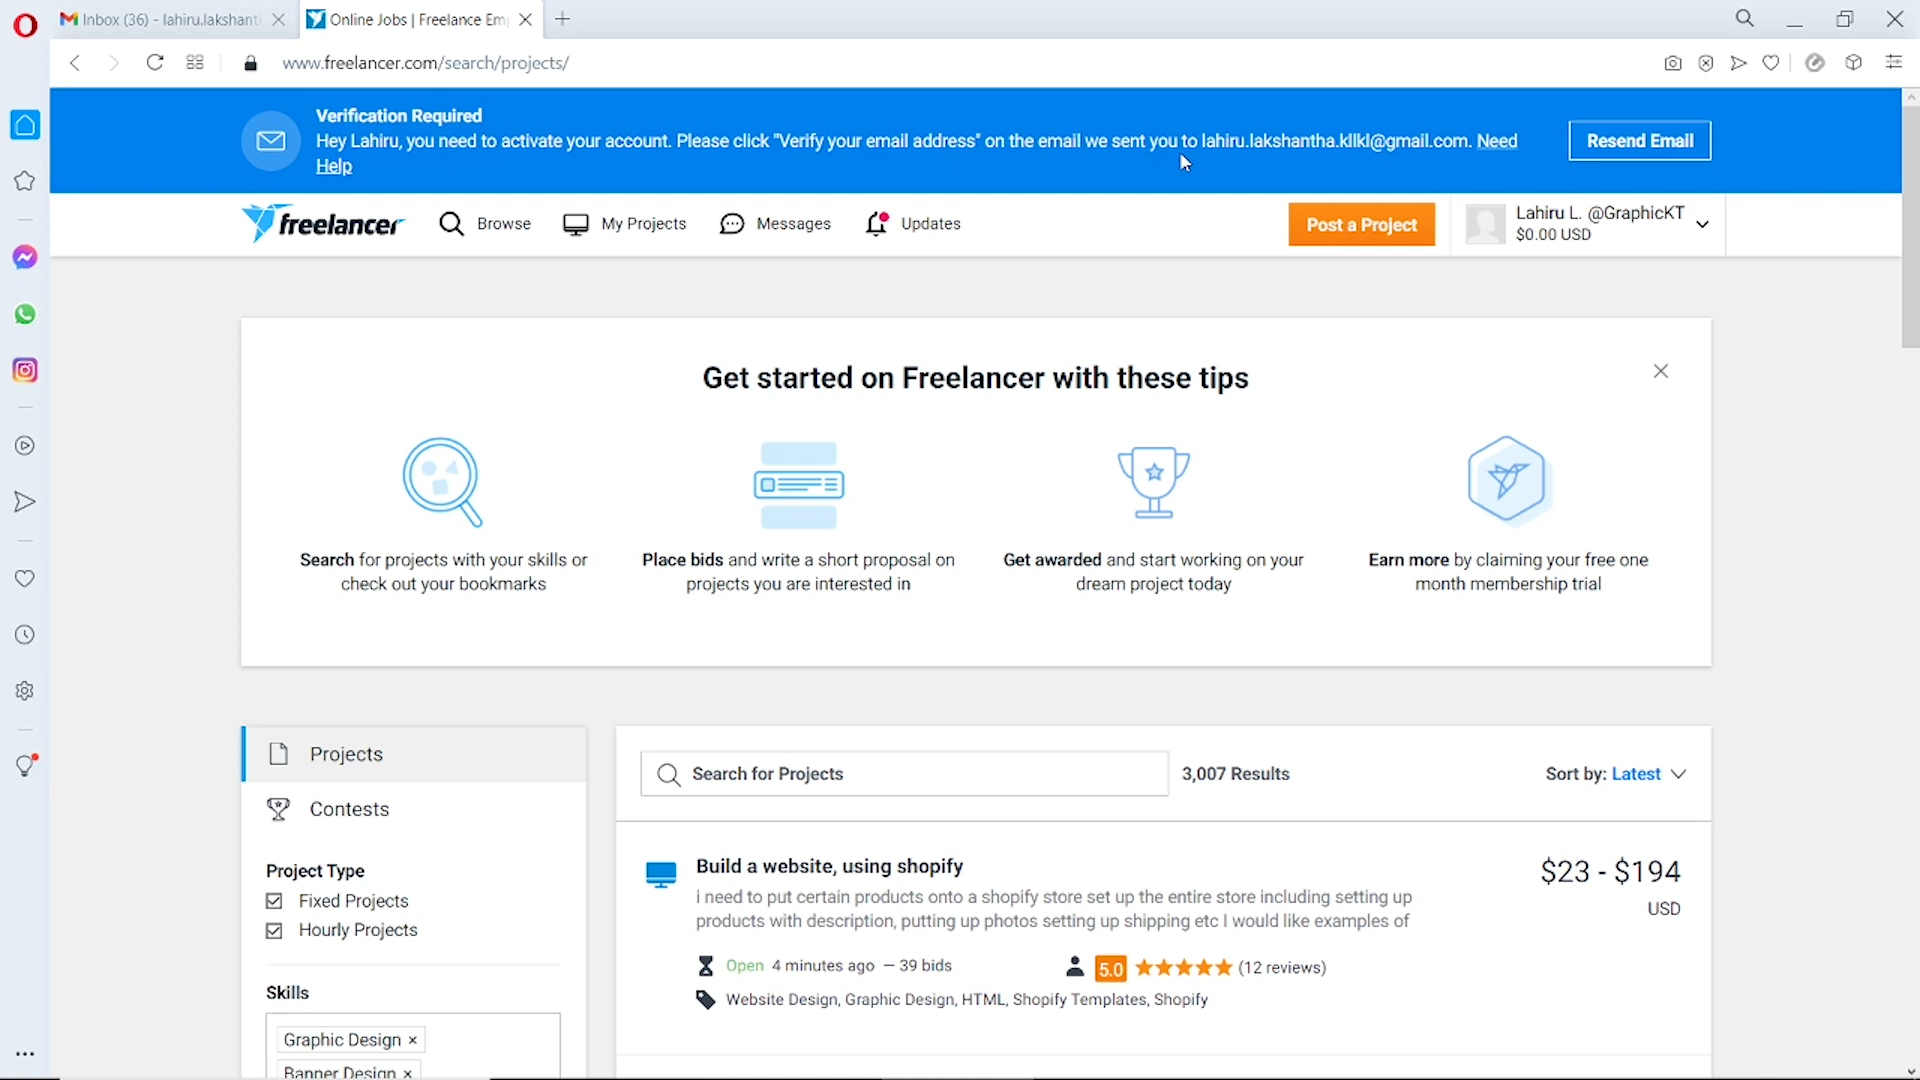 Inbox (36) - lahiru.lakshant
Online Jobs | Freelance Em
www.freelancer.com/search/projects/
Verification Required
Hey Lahiru, you need to activate your account. Please click "Verify your email address" on the email we sent you to lahiru.lakshantha.kllkl@gmail.com. Need
Help
Resend Email
freelancer
Browse
My Projects
Messages
Updates
Post a Project
Lahiru L. @GraphicKT
$0.00 USD
Get started on Freelancer with these tips
Search for projects with your skills or
check out your bookmarks
Place bids and write a short proposal on
projects you are interested in
Get awarded and start working on your
dream project today
Earn more by claiming your free one
month membership trial
Projects
Contests
Project Type
Fixed Projects
Hourly Projects
Skills
Graphic Design ×
Banner Design ×
Search for Projects
3,007 Results
Sort by: Latest
Build a website, using shopify
$23 - $194
USD
i need to put certain products onto a shopify store set up the entire store including setting up
products with description, putting up photos setting up shipping etc I would like examples of
Open 4 minutes ago – 39 bids
5.0 (12 reviews)
Website Design, Graphic Design, HTML, Shopify Templates, Shopify